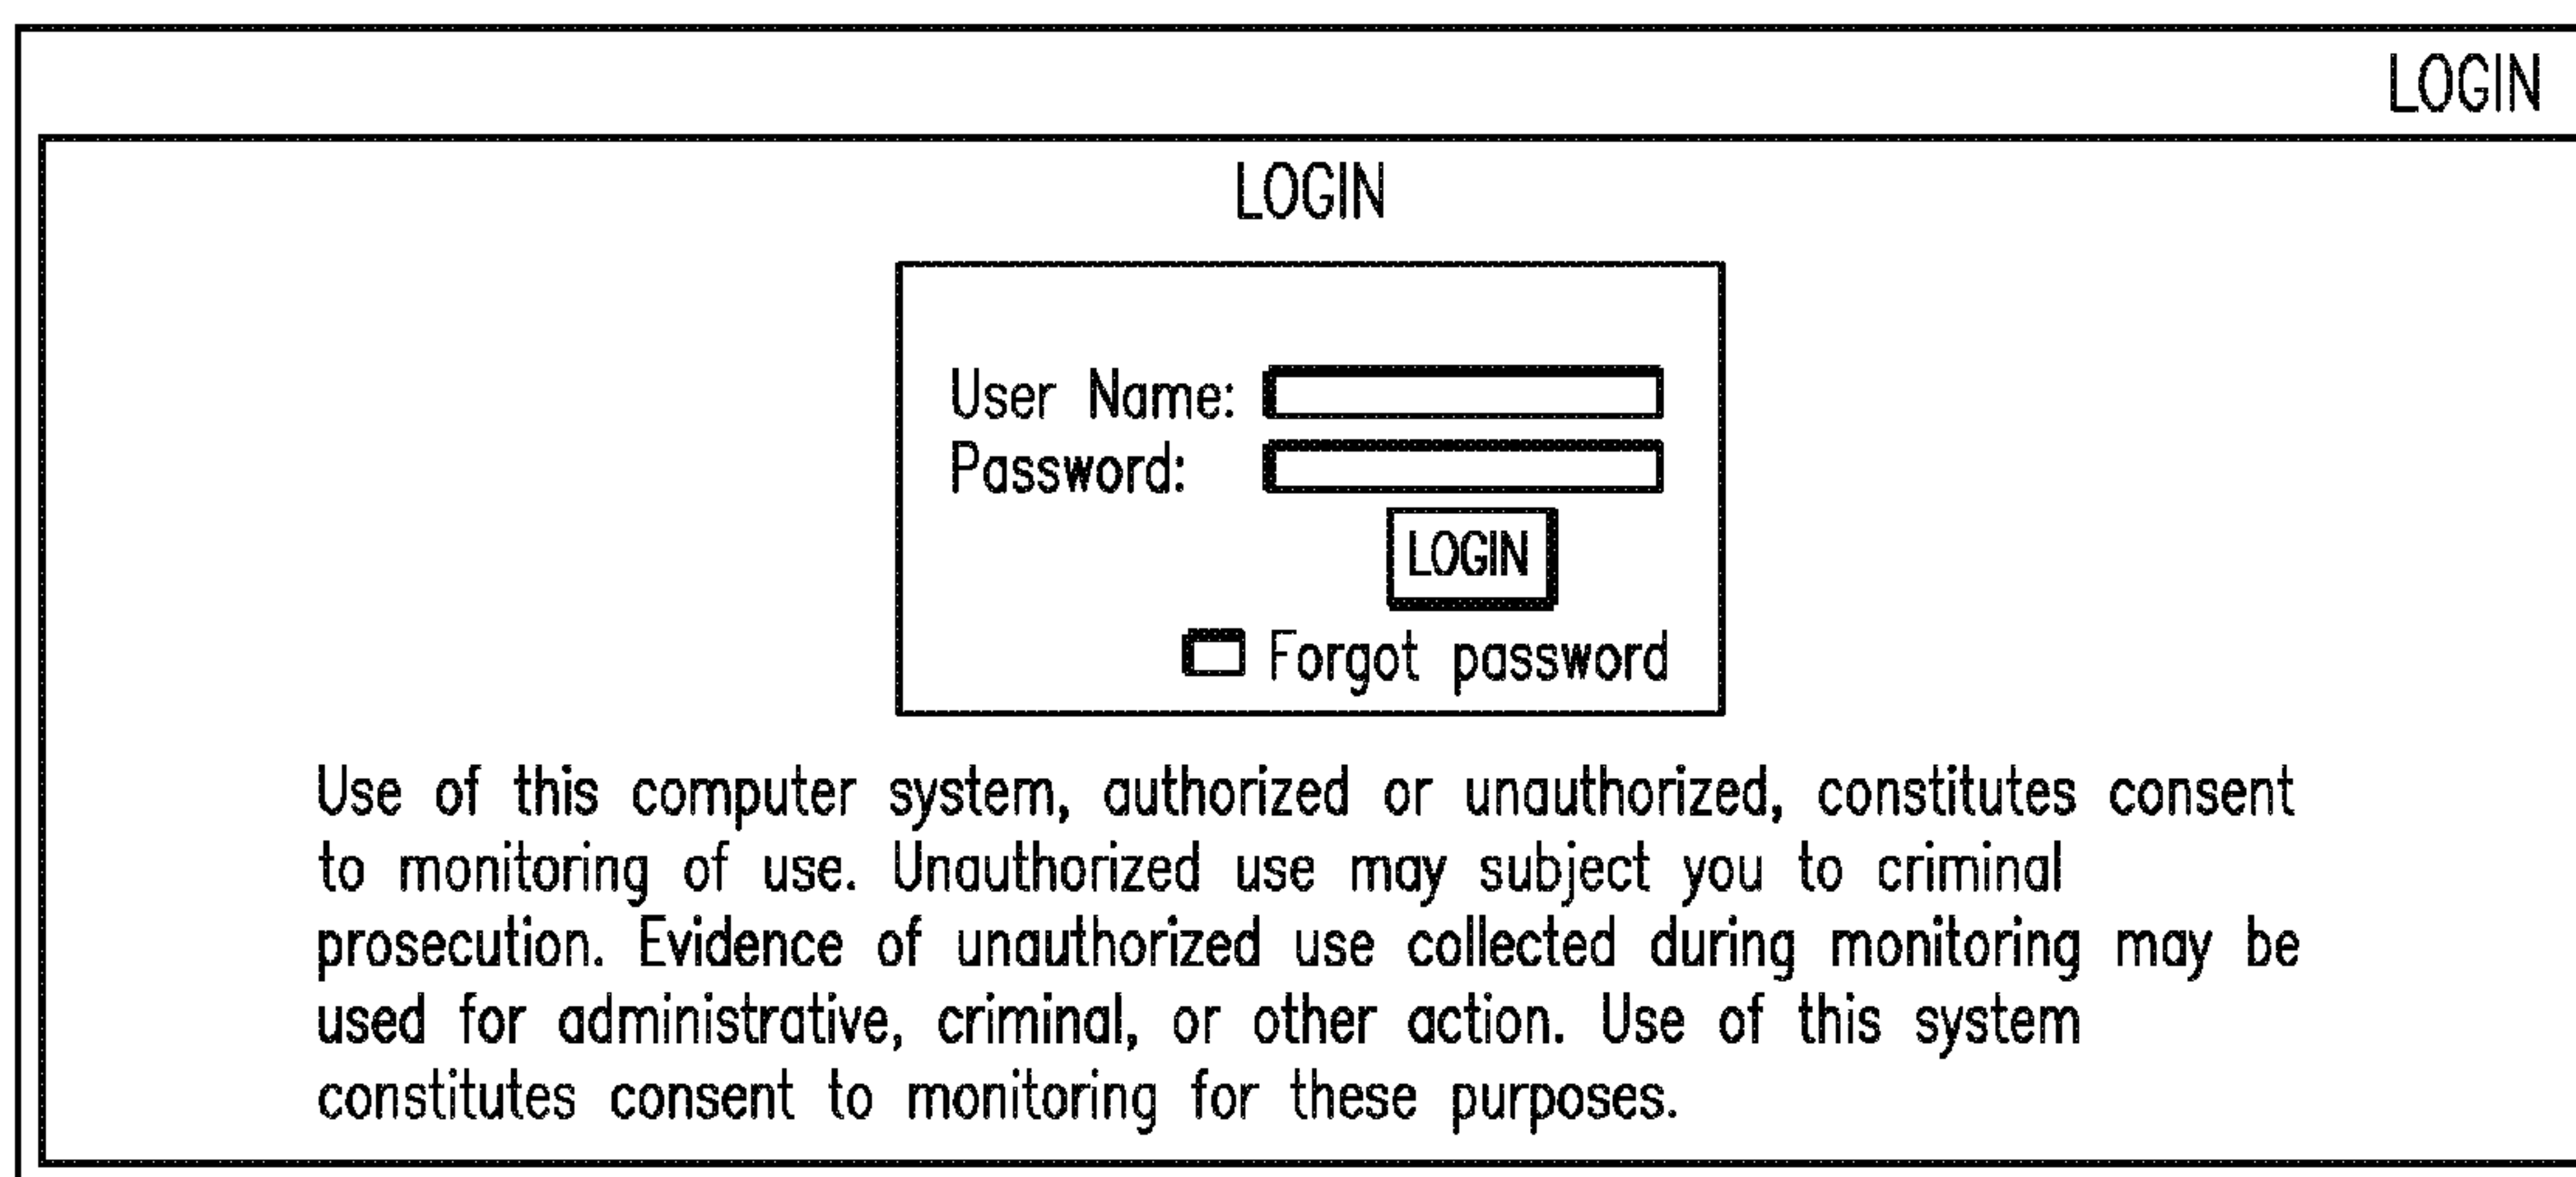 LOGIN
LOGIN
User Name:
Password:
LOGIN
Forgot password
Use of this computer system, authorized or unauthorized, constitutes consent
to monitoring of use. Unauthorized use may subject you to criminal
prosecution. Evidence of unauthorized use collected during monitoring may be
used for administrative, criminal, or other action. Use of this system
constitutes consent to monitoring for these purposes.